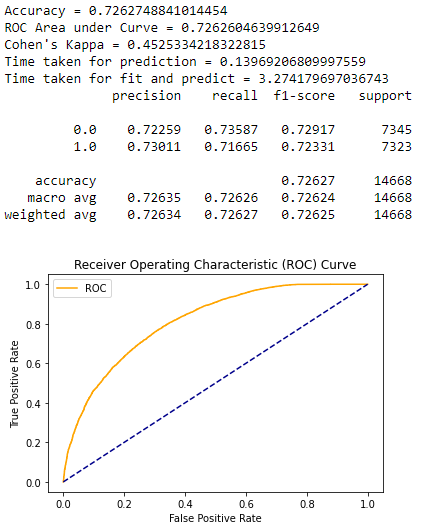 Accuracy = 0.7262748841014454
ROC Area under Curve = 0.7262604639912649
Cohen's Kappa = 0.4525334218322815
Time taken for prediction = 0.13969206809997559
Time taken for fit and predict = 3.274179697036743
precision recall f1-score support
0.0 0.72259 0.73587 0.72917 7345
1.0 0.73011 0.71665 0.72331 7323
accuracy 0.72627 14668
macro avg 0.72635 0.72626 0.72624 14668
weighted avg 0.72634 0.72627 0.72625 14668
Receiver Operating Characteristic (ROC) Curve
ROC
1.0
0.8
0.6
0.4
0.2
0.0
True Positive Rate
0.0 0.2 0.4 0.6 0.8 1.0
False Positive Rate